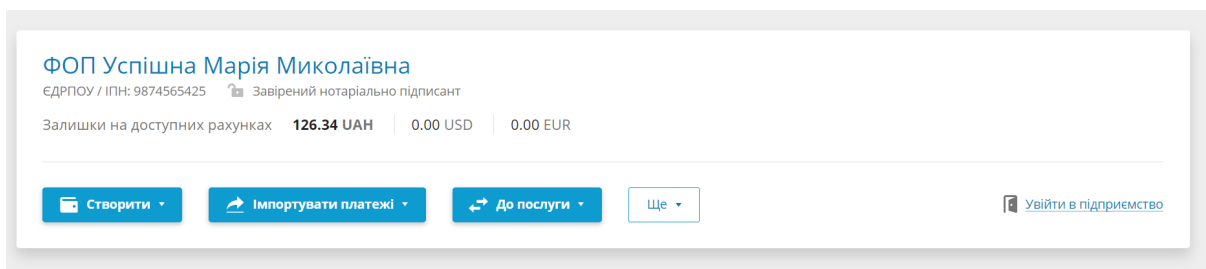 ФОП Успішна Марія Миколаївна
ЄДРПОУ / ІПН: 9874565425 Завірений нотаріально підписант
Залишки на доступних рахунках 126.34 UAH 0.00 USD 0.00 EUR
Створити Імпортувати платежі До послуги Ще Увійти в підприємство